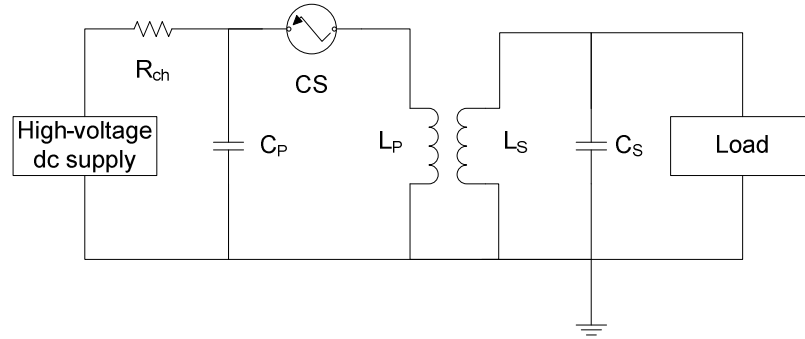 R_ch
CS
High-voltage
dc supply
C_P
L_P
L_S
C_S
Load